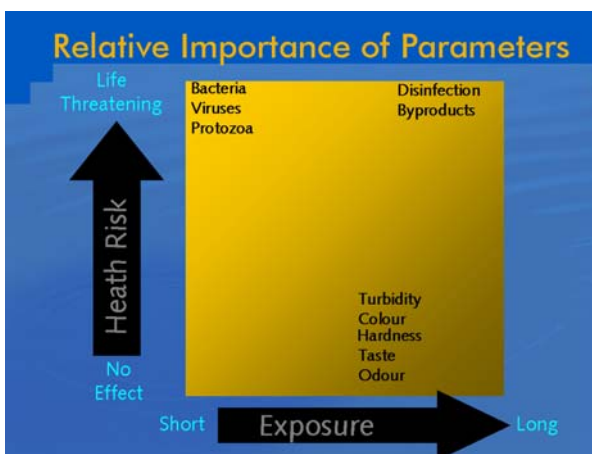 Relative Importance of Parameters
Life
Threatening
Bacteria
Viruses
Protozoa
Disinfection
Byproducts
Heath Risk
Turbidity
Colour
Hardness
Taste
Odour
No
Effect
Short
Exposure
Long